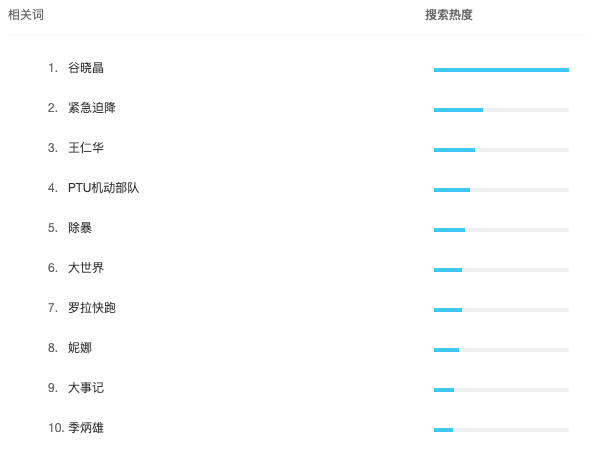 相关词 搜索热度
1. 谷晓晶
2. 紧急迫降
3. 王仁华
4. PTU机动部队
5. 除暴
6. 大世界
7. 罗拉快跑
8. 妮娜
9. 大事记
10. 季炳雄